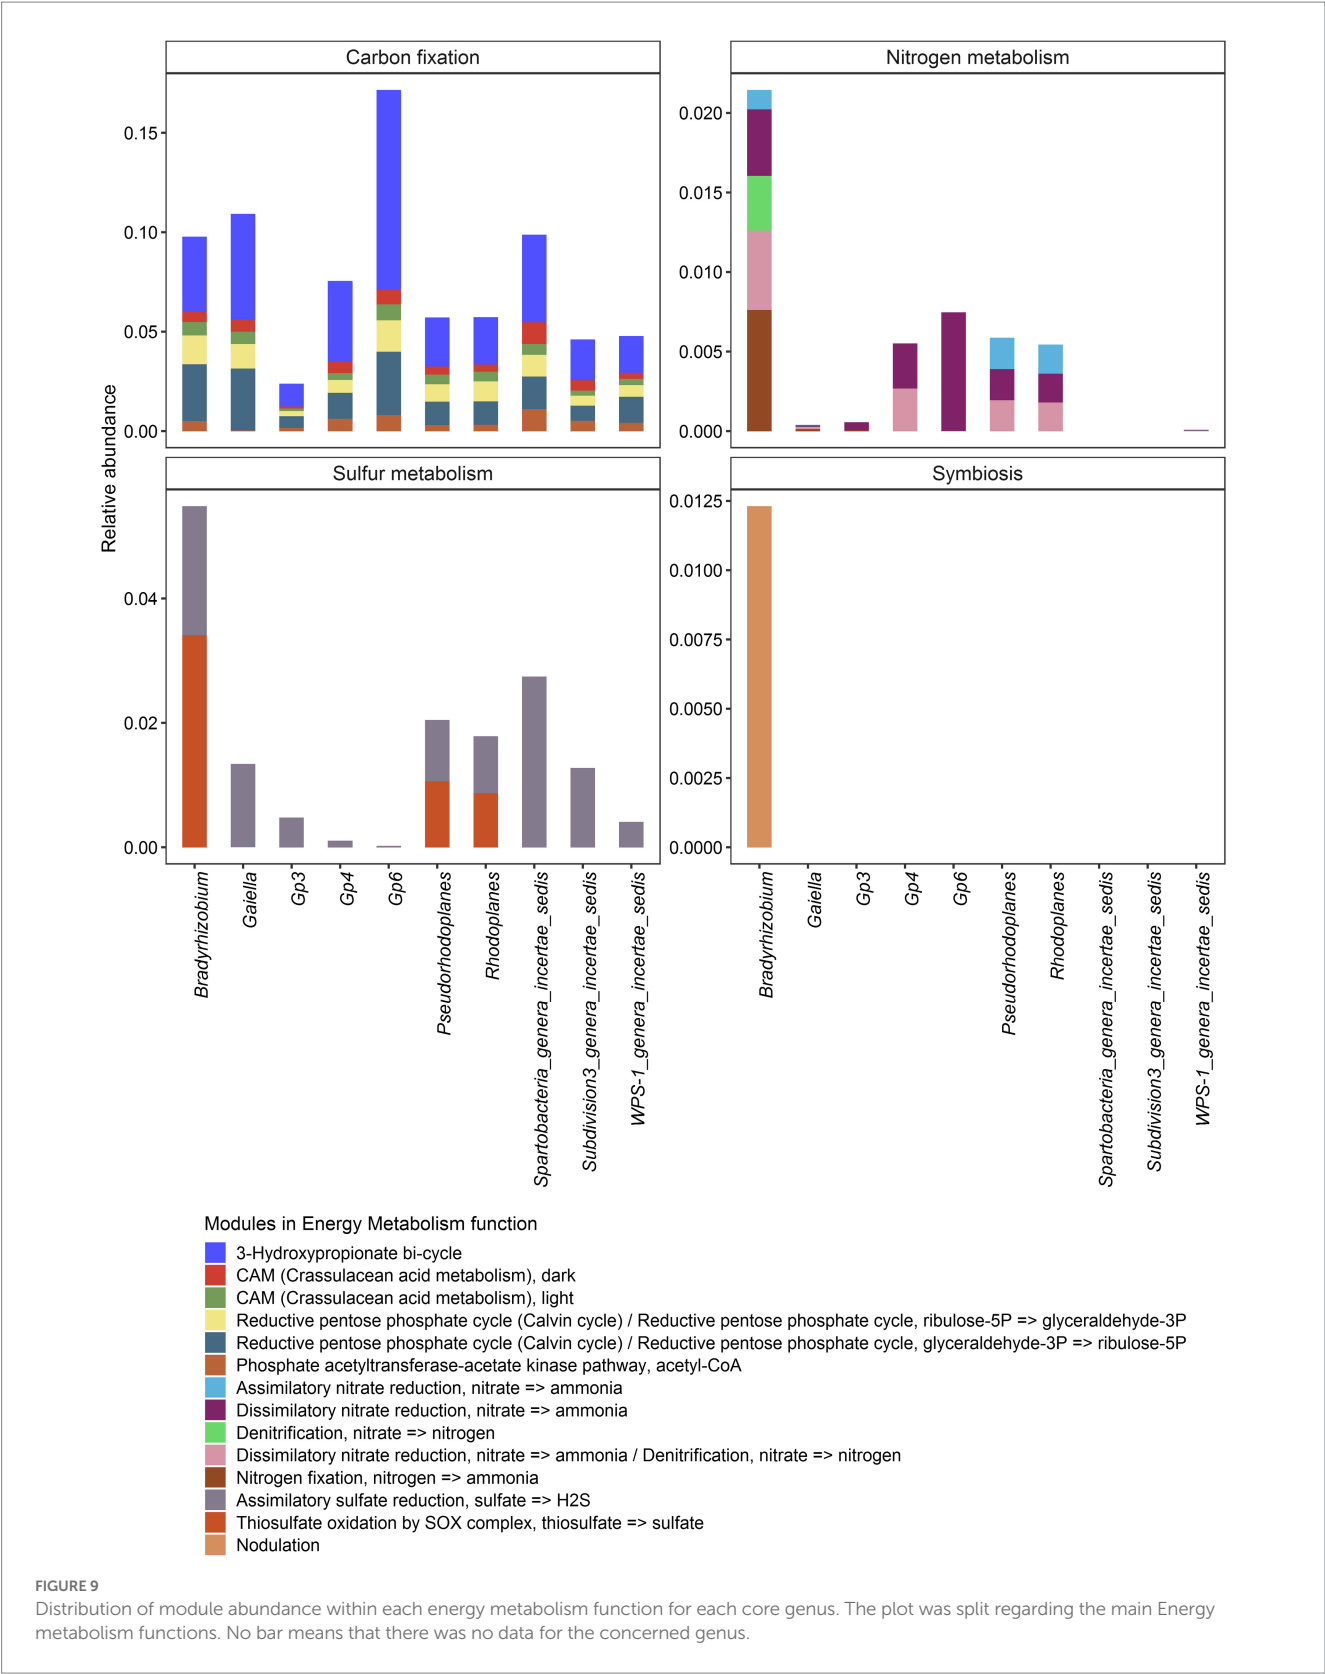 Carbon fixation
Nitrogen metabolism
0.15
0.10
0.05
0.00
0.020
0.015
0.010
0.005
0.000
Relative abundance
Sulfur metabolism
Symbiosis
0.04
0.02
0.00
0.0125
0.0100
0.0075
0.0050
0.0025
0.0000
Bradyrhizobium
Gaiella
Gp3
Gp4
Gp6
Pseudorhodoplanes
Rhodoplanes
Spartobacteria_genera_incertae_sedis
Subdivision3_genera_incertae_sedis
WPS-1_genera_incertae_sedis
Bradyrhizobium
Gaiella
Gp3
Gp4
Gp6
Pseudorhodoplanes
Rhodoplanes
Spartobacteria_genera_incertae_sedis
Subdivision3_genera_incertae_sedis
WPS-1_genera_incertae_sedis
Modules in Energy Metabolism function
3-Hydroxypropionate bi-cycle
CAM (Crassulacean acid metabolism), dark
CAM (Crassulacean acid metabolism), light
Reductive pentose phosphate cycle (Calvin cycle) / Reductive pentose phosphate cycle, ribulose-5P => glyceraldehyde-3P
Reductive pentose phosphate cycle (Calvin cycle) / Reductive pentose phosphate cycle, glyceraldehyde-3P => ribulose-5P
Phosphate acetyltransferase-acetate kinase pathway, acetyl-CoA
Assimilatory nitrate reduction, nitrate => ammonia
Dissimilatory nitrate reduction, nitrate => ammonia
Denitrification, nitrate => nitrogen
Dissimilatory nitrate reduction, nitrate => ammonia / Denitrification, nitrate => nitrogen
Nitrogen fixation, nitrogen => ammonia
Assimilatory sulfate reduction, sulfate => H2S
Thiosulfate oxidation by SOX complex, thiosulfate => sulfate
Nodulation
FIGURE 9
Distribution of module abundance within each energy metabolism function for each core genus. The plot was split regarding the main Energy
metabolism functions. No bar means that there was no data for the concerned genus.